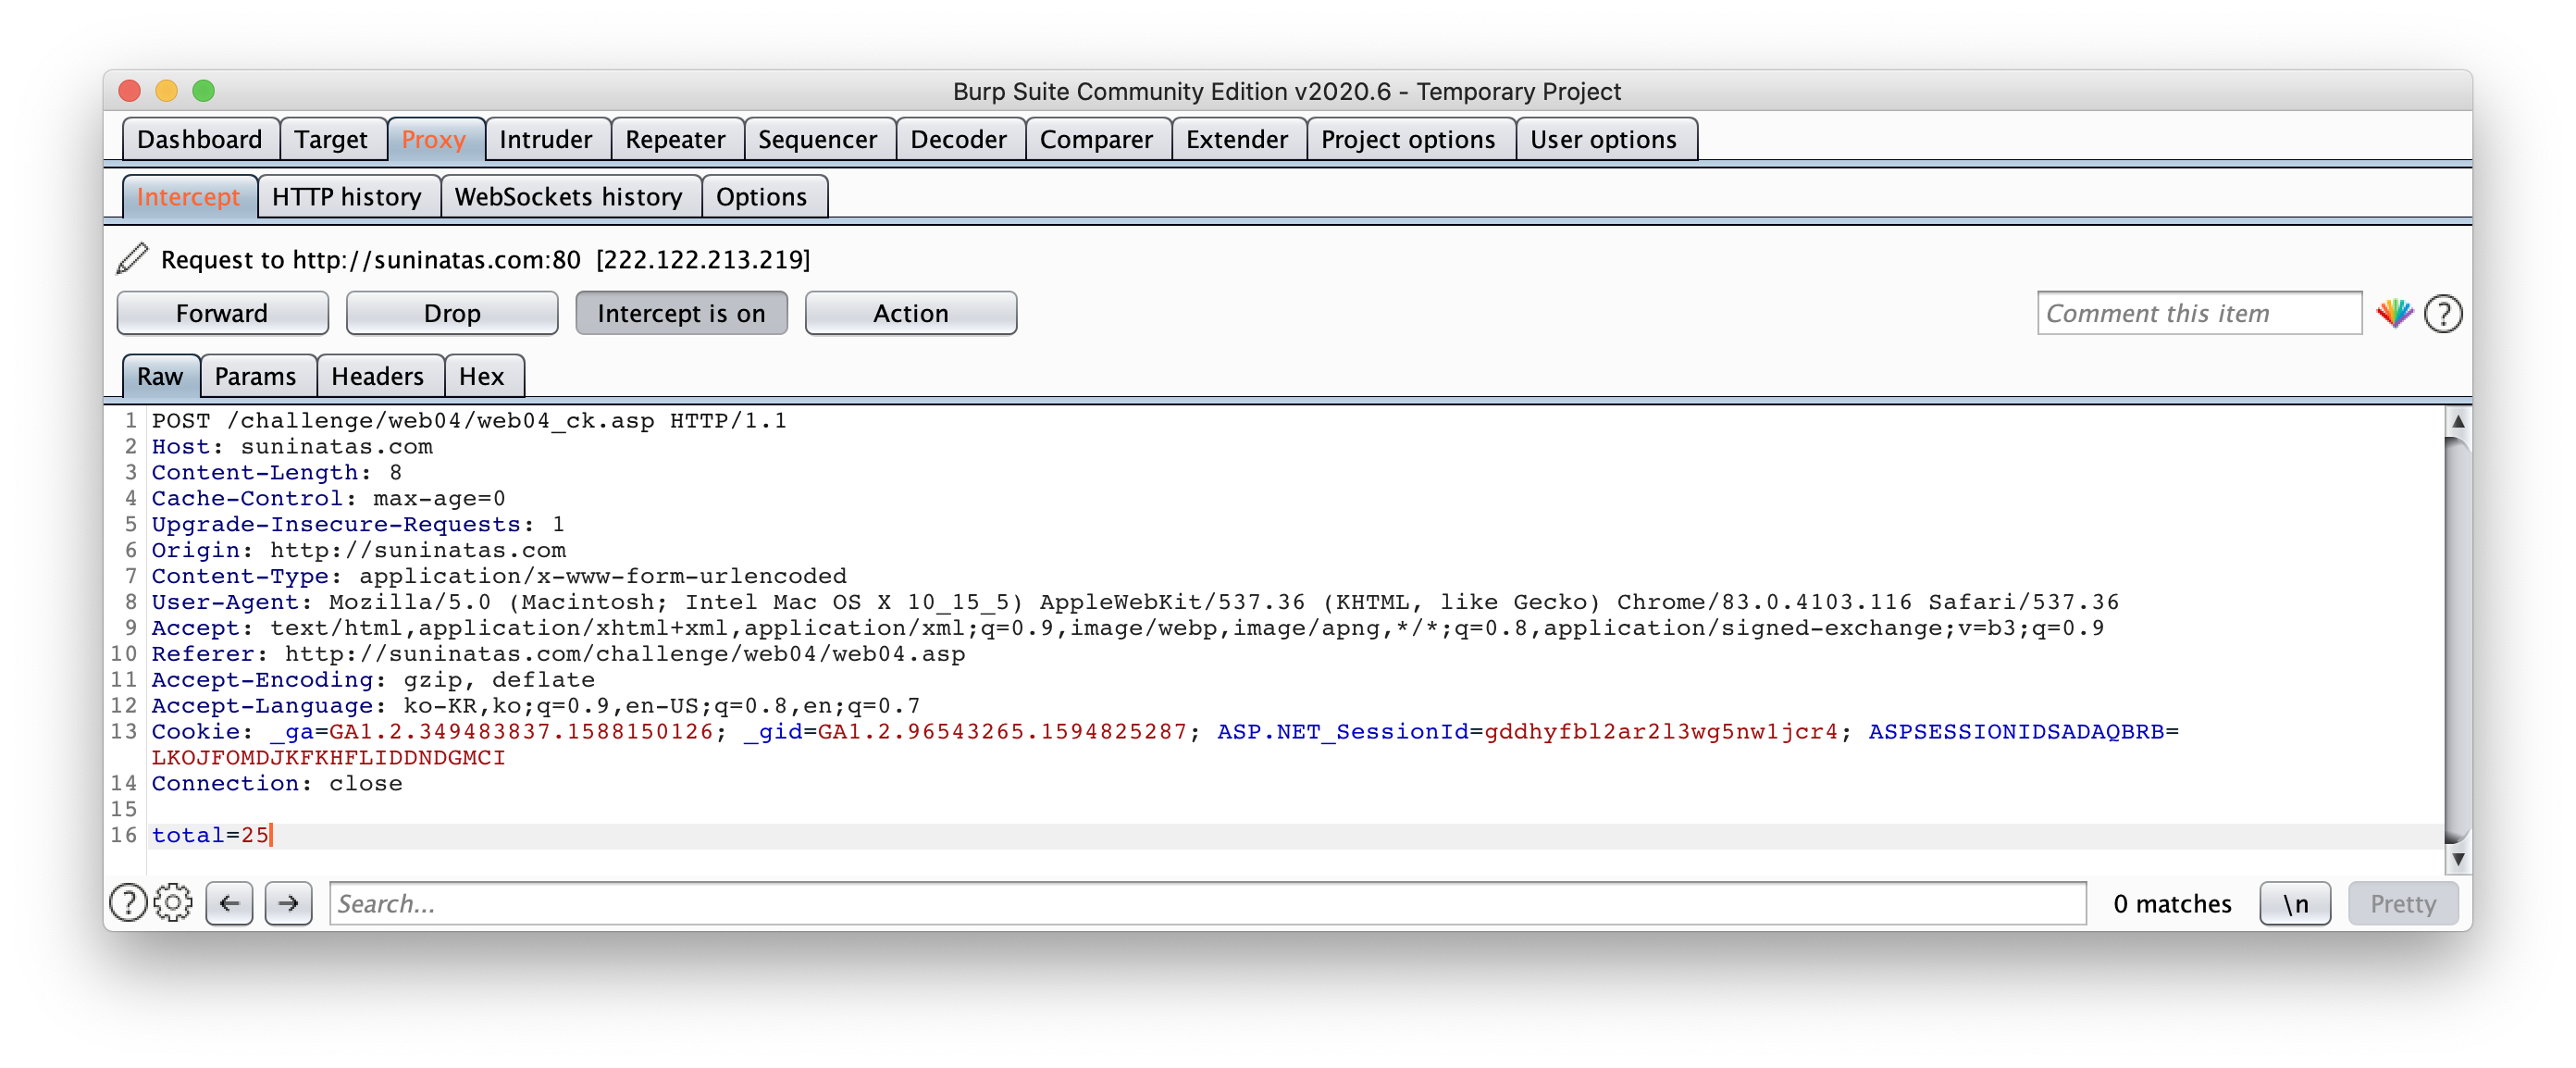 Burp Suite Community Edition v2020.6 - Temporary Project
Dashboard Target Proxy Intruder Repeater Sequencer Decoder Comparer Extender Project options User options
Intercept HTTP history WebSockets history Options
Request to http://suninatas.com:80 [222.122.213.219]
Forward Drop Intercept is on Action Comment this item ?
Raw Params Headers Hex
1 POST /challenge/web04/web04_ck.asp HTTP/1.1
2 Host: suninatas.com
3 Content-Length: 8
4 Cache-Control: max-age=0
5 Upgrade-Insecure-Requests: 1
6 Origin: http://suninatas.com
7 Content-Type: application/x-www-form-urlencoded
8 User-Agent: Mozilla/5.0 (Macintosh; Intel Mac OS X 10_15_5) AppleWebKit/537.36 (KHTML, like Gecko) Chrome/83.0.4103.116 Safari/537.36
9 Accept: text/html,application/xhtml+xml,application/xml;q=0.9,image/webp,image/apng,*/*;q=0.8,application/signed-exchange;v=b3;q=0.9
10 Referer: http://suninatas.com/challenge/web04/web04.asp
11 Accept-Encoding: gzip, deflate
12 Accept-Language: ko-KR,ko;q=0.9,en-US;q=0.8,en;q=0.7
13 Cookie: _ga=GA1.2.349483837.1588150126; _gid=GA1.2.96543265.1594825287; ASP.NET_SessionId=gddhyfbl2ar2l3wg5nw1jcr4; ASPSESSIONIDSADAQBRB=
LKOJFOMDJKFKHFLIDDNDGMCI
14 Connection: close
15
16 total=25
? ← → Search... 0 matches \n Pretty